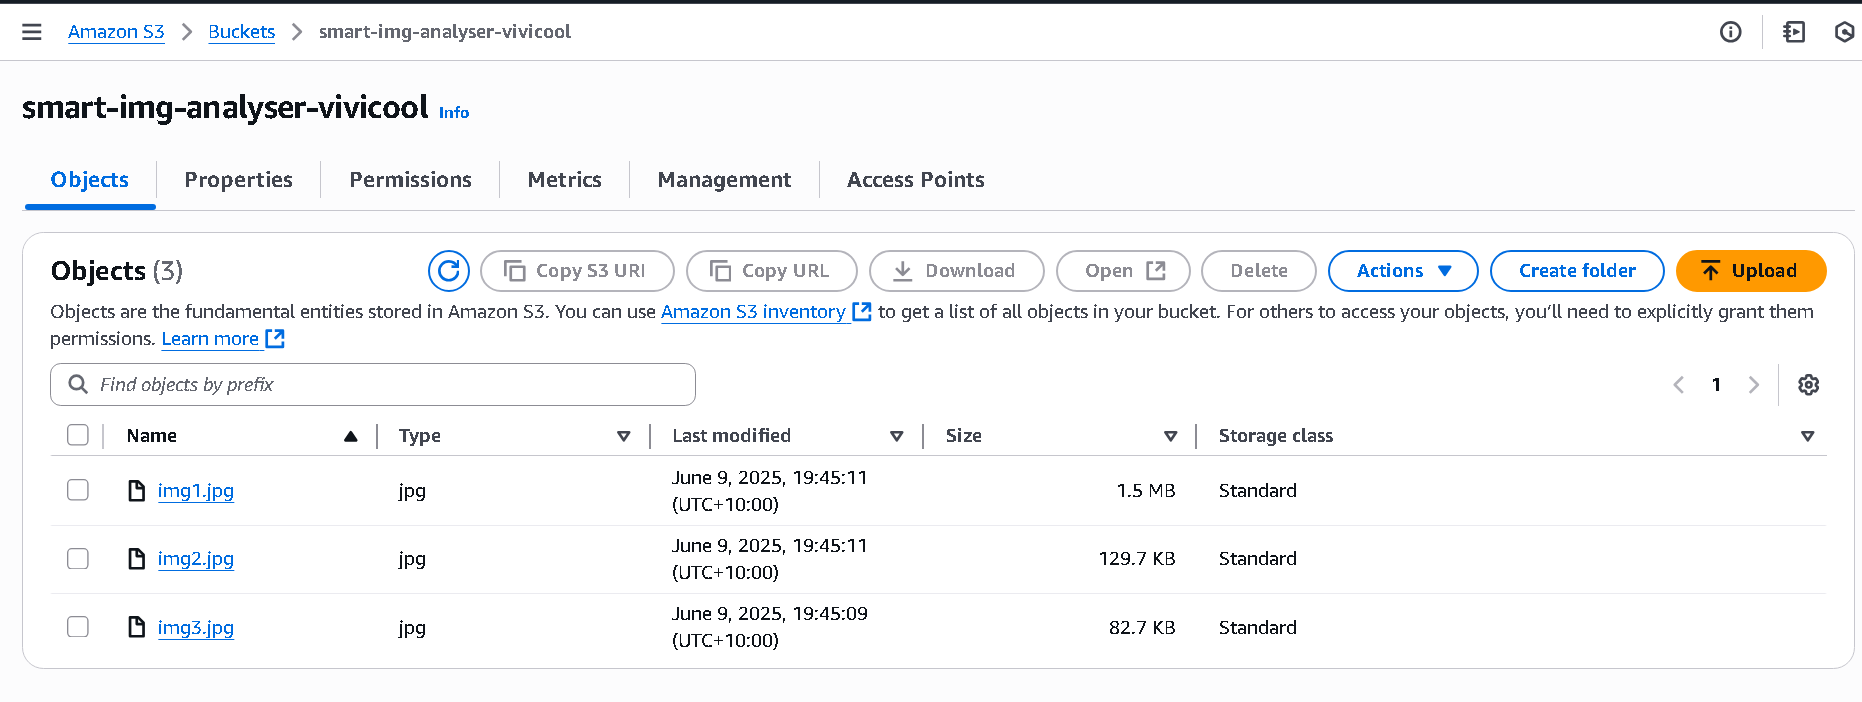 Amazon S3 > Buckets > smart-img-analyser-vivicool
smart-img-analyser-vivicool Info
Objects Properties Permissions Metrics Management Access Points
Objects (3) Copy S3 URI Copy URL Download Open Delete Actions Create folder Upload
Objects are the fundamental entities stored in Amazon S3. You can use Amazon S3 inventory to get a list of all objects in your bucket. For others to access your objects, you’ll need to explicitly grant them
permissions. Learn more
Find objects by prefix 1
Name Type Last modified Size Storage class
img1.jpg jpg June 9, 2025, 19:45:11 (UTC+10:00) 1.5 MB Standard
img2.jpg jpg June 9, 2025, 19:45:11 (UTC+10:00) 129.7 KB Standard
img3.jpg jpg June 9, 2025, 19:45:09 (UTC+10:00) 82.7 KB Standard